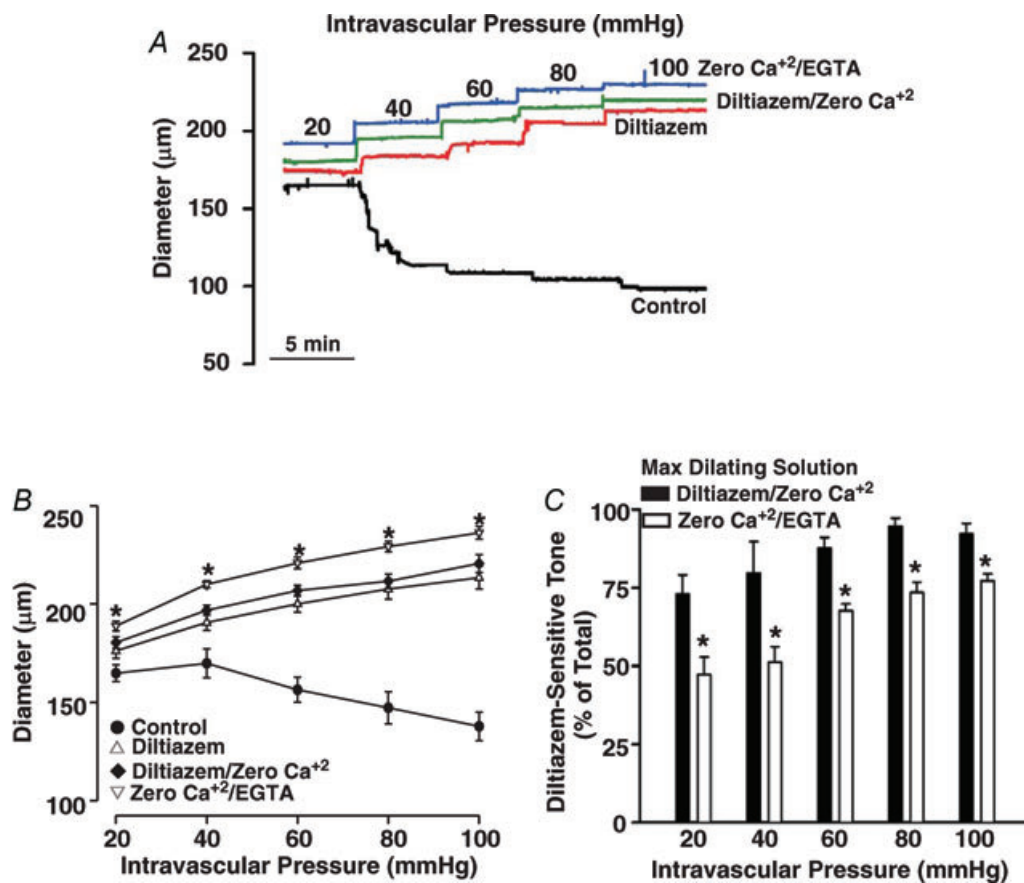 Intravascular Pressure (mmHg)
A
250
200
150
100
50
Diameter (μm)
20
40
60
80
100
Zero Ca+2/EGTA
Diltiazem/Zero Ca+2
Diltiazem
Control
5 min
B
250
200
150
100
Diameter (μm)
*
*
*
*
*
Control
Diltiazem
Diltiazem/Zero Ca+2
Zero Ca+2/EGTA
20 40 60 80 100
Intravascular Pressure (mmHg)
C
Max Dilating Solution
Diltiazem/Zero Ca+2
Zero Ca+2/EGTA
100
75
50
25
0
Diltiazem-Sensitive Tone
(% of Total)
*
*
*
*
*
20 40 60 80 100
Intravascular Pressure (mmHg)